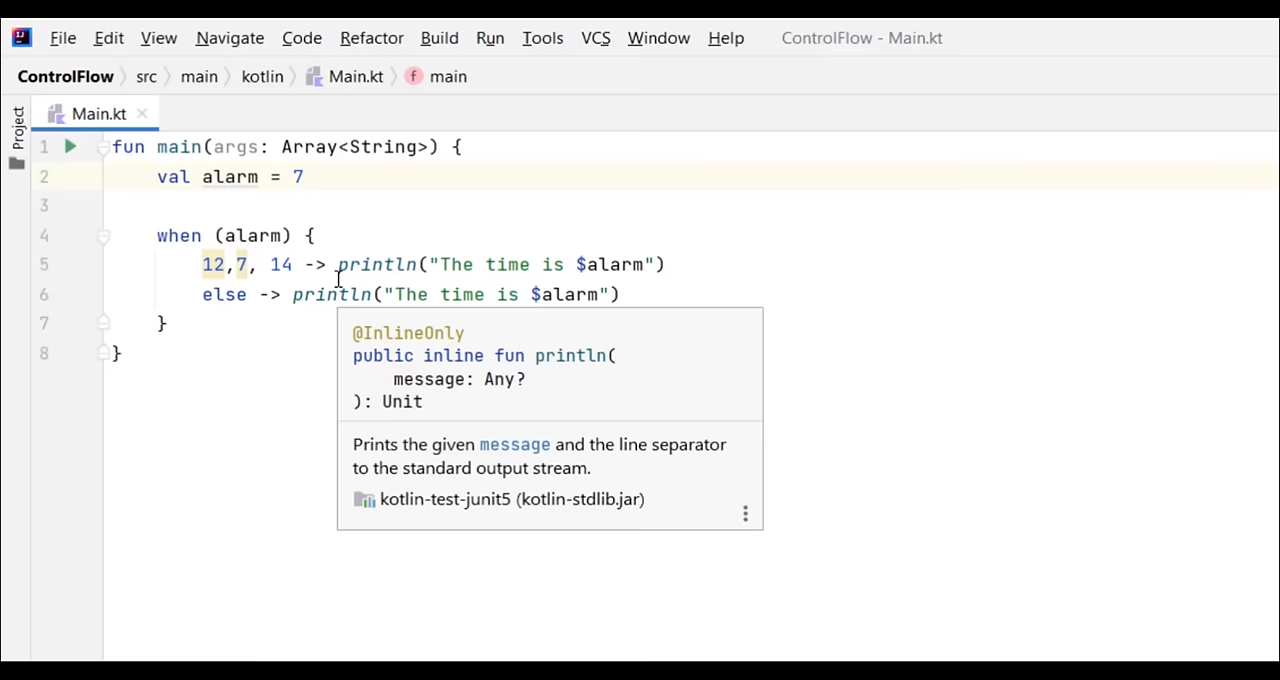 File Edit View Navigate Code Refactor Build Run Tools VCS Window Help ControlFlow - Main.kt
ControlFlow src main kotlin Main.kt f main
Project
Main.kt
1 fun main(args: Array<String>) {
2 val alarm = 7
3
4 when (alarm) {
5 12,7, 14 -> println("The time is $alarm")
6 else -> println("The time is $alarm")
7 }
8 }
@InlineOnly
public inline fun println(
message: Any?
): Unit
Prints the given message and the line separator
to the standard output stream.
kotlin-test-junit5 (kotlin-stdlib.jar)